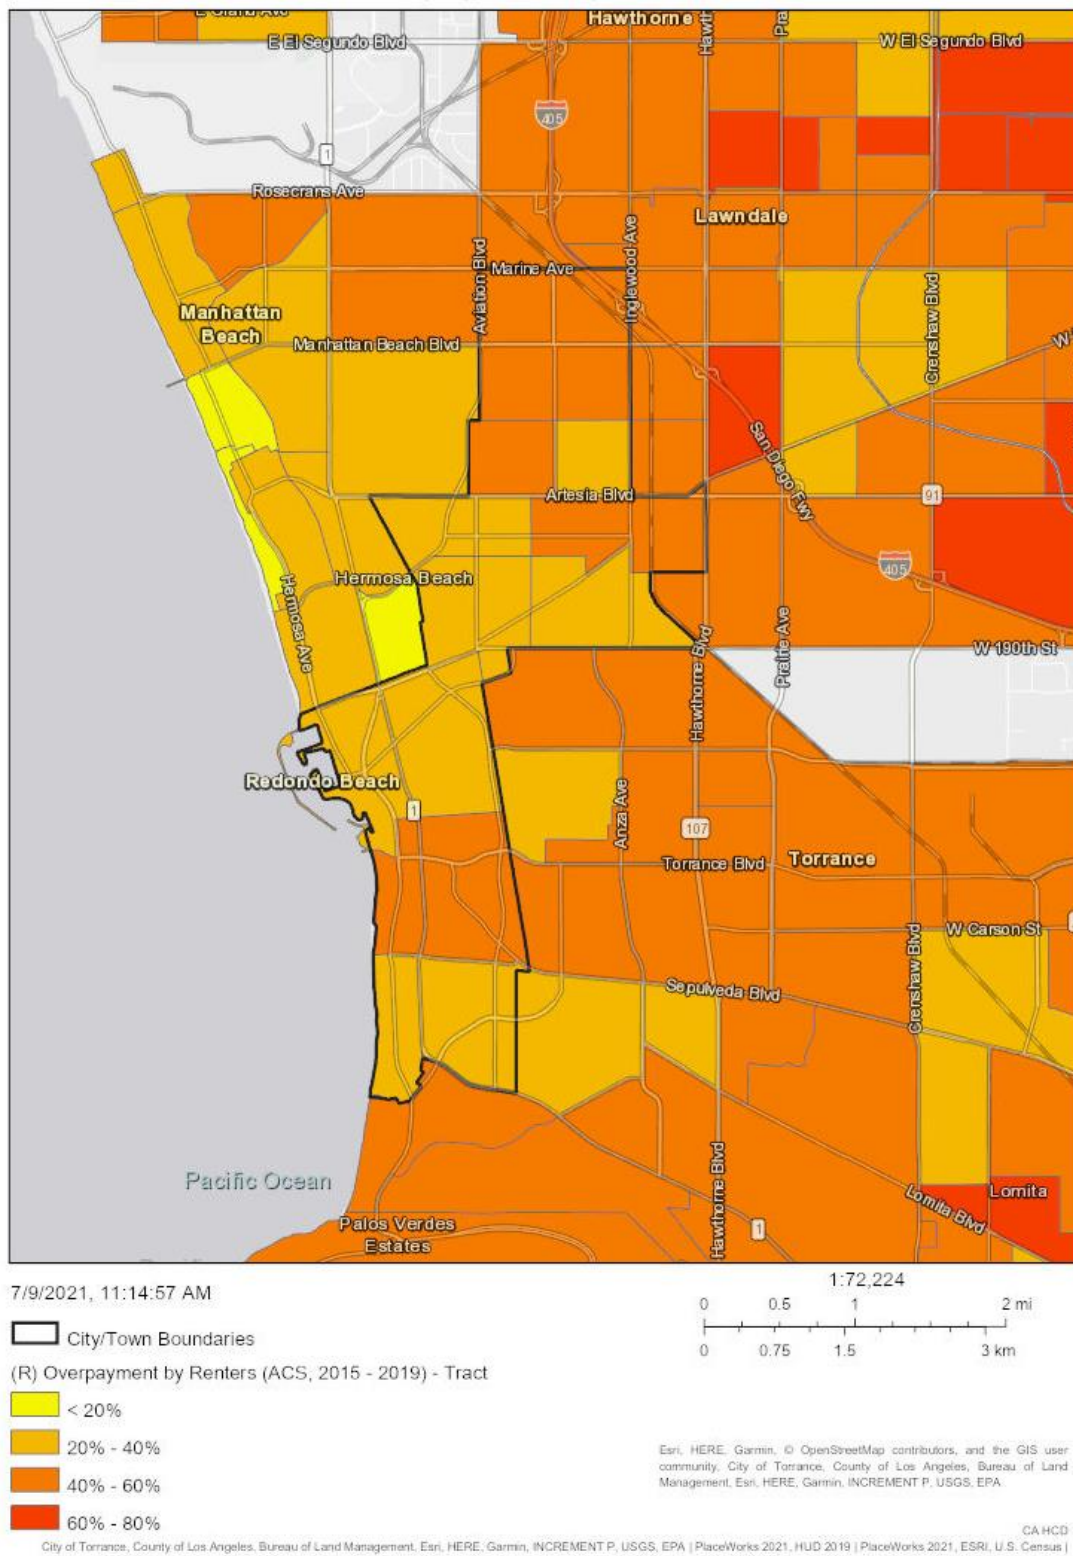 E Grand Ave
Hawthorne
E El Segundo Blvd
W El Segundo Blvd
405
1
Rosecrans Ave
Lawndale
Inglewood Ave
Aviation Blvd
Marine Ave
Manhattan
Beach
Crenshaw Blvd
Manhattan Beach Blvd
W
San Diego Fwy
Artesia Blvd
91
405
Hermosa Beach
Hermosa Ave
Prairie Ave
W 190th St
Hawthorne Blvd
Redondo Beach
1
Anza Ave
107
Torrance Blvd
Torrance
W Carson St
Crenshaw Blvd
Sepulveda Blvd
Pacific Ocean
Hawthorne Blvd
Lomita Blvd
Lomita
Palos Verdes
Estates
1
7/9/2021, 11:14:57 AM
1:72,224
0 0.5 1 2 mi
0 0.75 1.5 3 km
City/Town Boundaries
(R) Overpayment by Renters (ACS, 2015 - 2019) - Tract
< 20%
20% - 40%
40% - 60%
60% - 80%
Esri, HERE, Garmin, © OpenStreetMap contributors, and the GIS user
community, City of Torrance, County of Los Angeles, Bureau of Land
Management, Esri, HERE, Garmin, INCREMENT P, USGS, EPA
CA HCD
City of Torrance, County of Los Angeles, Bureau of Land Management, Esri, HERE, Garmin, INCREMENT P, USGS, EPA | PlaceWorks 2021, HUD 2019 | PlaceWorks 2021, ESRI, U.S. Census |